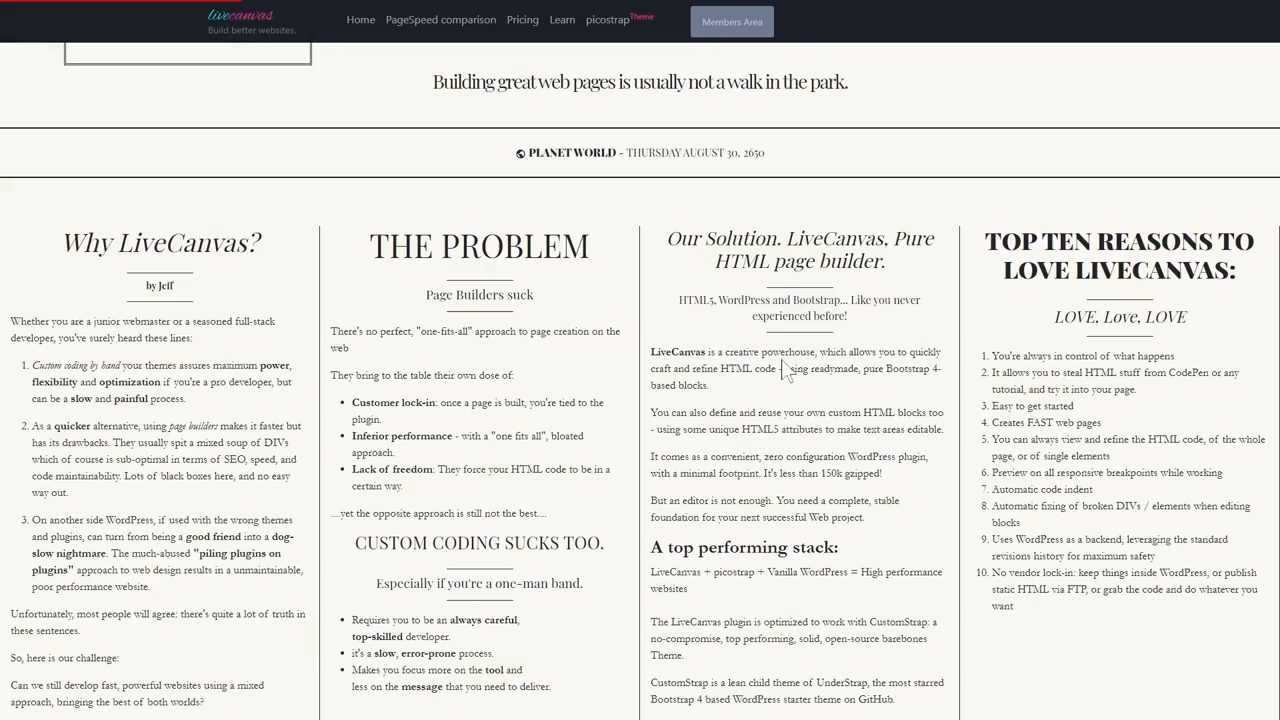 livecanvas
Build better websites.
Home PageSpeed comparison Pricing Learn picostrapTheme Members Area
Building great web pages is usually not a walk in the park.
PLANET WORLD - THURSDAY AUGUST 30, 2650
Why LiveCanvas?
by Jeff
Whether you are a junior webmaster or a seasoned full-stack
developer, you've surely heard these lines:
1. Custom coding by hand your themes assures maximum power,
flexibility and optimization if you're a pro developer, but
can be a slow and painful process.
2. As a quicker alternative, using page builders makes it faster but
has its drawbacks. They usually spit a mixed soup of DIVs
which of course is sub-optimal in terms of SEO, speed, and
code maintainability. Lots of black boxes here, and no easy
way out.
3. On another side WordPress, if used with the wrong themes
and plugins, can turn from being a good friend into a dog-
slow nightmare. The much-abused "piling plugins on
plugins" approach to web design results in a unmaintainable,
poor performance website.
Unfortunately, most people will agree: there's quite a lot of truth in
these sentences.
So, here is our challenge:
Can we still develop fast, powerful websites using a mixed
approach, bringing the best of both worlds?
THE PROBLEM
Page Builders suck
There's no perfect, "one-fits-all" approach to page creation on the
web
They bring to the table their own dose of:
• Customer lock-in: once a page is built, you're tied to the
plugin.
• Inferior performance - with a "one fits all", bloated
approach.
• Lack of freedom: They force your HTML code to be in a
certain way.
....yet the opposite approach is still not the best....
CUSTOM CODING SUCKS TOO.
Especially if you're a one-man band.
• Requires you to be an always careful,
top-skilled developer.
• it's a slow, error-prone process.
• Makes you focus more on the tool and
less on the message that you need to deliver.
Our Solution. LiveCanvas, Pure
HTML page builder.
HTML5, WordPress and Bootstrap... Like you never
experienced before!
LiveCanvas is a creative powerhouse, which allows you to quickly
craft and refine HTML code - using readymade, pure Bootstrap 4-
based blocks.
You can also define and reuse your own custom HTML blocks too
- using some unique HTML5 attributes to make text areas editable.
It comes as a convenient, zero configuration WordPress plugin,
with a minimal footprint. It's less than 150k gzipped!
But an editor is not enough. You need a complete, stable
foundation for your next successful Web project.
A top performing stack:
LiveCanvas + picostrap + Vanilla WordPress = High performance
websites
The LiveCanvas plugin is optimized to work with CustomStrap: a
no-compromise, top performing, solid, open-source barebones
Theme.
CustomStrap is a lean child theme of UnderStrap, the most starred
Bootstrap 4 based WordPress starter theme on GitHub.
TOP TEN REASONS TO
LOVE LIVECANVAS:
LOVE, Love, LOVE
1. You're always in control of what happens
2. It allows you to steal HTML stuff from CodePen or any
tutorial, and try it into your page.
3. Easy to get started
4. Creates FAST web pages
5. You can always view and refine the HTML code, of the whole
page, or of single elements
6. Preview on all responsive breakpoints while working
7. Automatic code indent
8. Automatic fixing of broken DIVs / elements when editing
blocks
9. Uses WordPress as a backend, leveraging the standard
revisions history for maximum safety
10. No vendor lock-in: keep things inside WordPress, or publish
static HTML via FTP, or grab the code and do whatever you
want